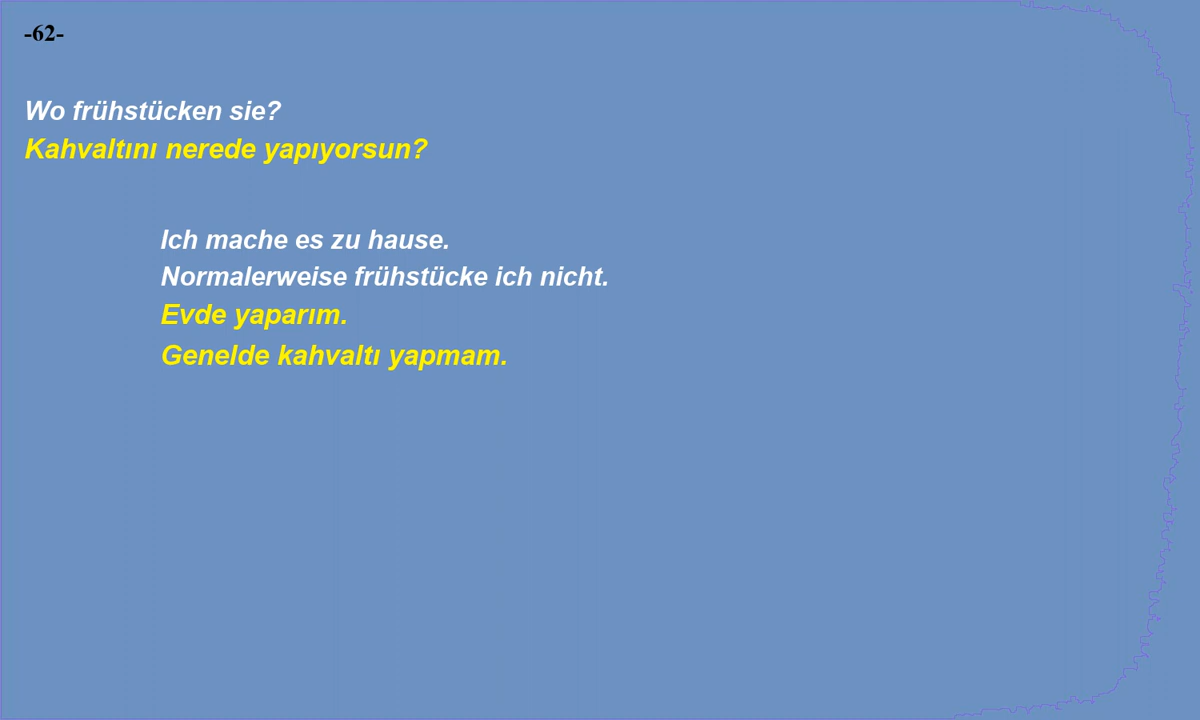 -62-
Wo frühstücken sie?
Kahvaltını nerede yapıyorsun?
Ich mache es zu hause.
Normalerweise frühstücke ich nicht.
Evde yaparım.
Genelde kahvaltı yapmam.